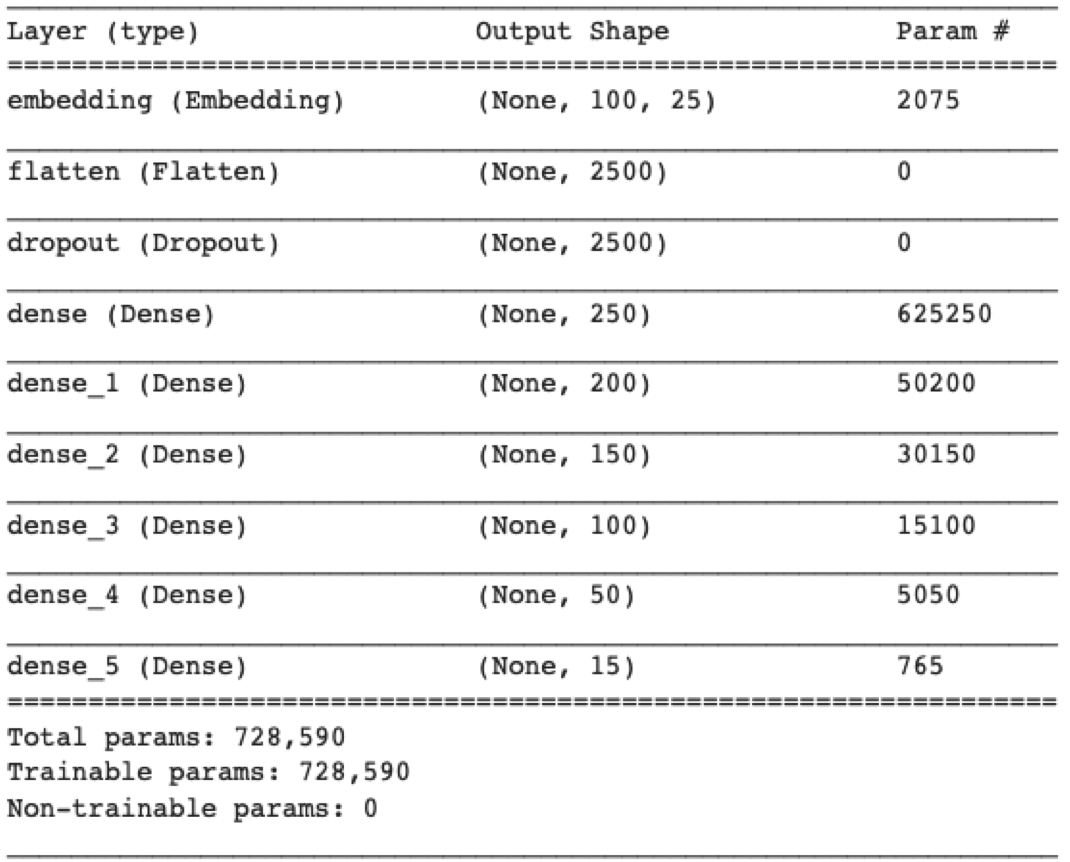 Layer (type) Output Shape Param #
=================================================================
embedding (Embedding) (None, 100, 25) 2075
flatten (Flatten) (None, 2500) 0
dropout (Dropout) (None, 2500) 0
dense (Dense) (None, 250) 625250
dense_1 (Dense) (None, 200) 50200
dense_2 (Dense) (None, 150) 30150
dense_3 (Dense) (None, 100) 15100
dense_4 (Dense) (None, 50) 5050
dense_5 (Dense) (None, 15) 765
=================================================================
Total params: 728,590
Trainable params: 728,590
Non-trainable params: 0